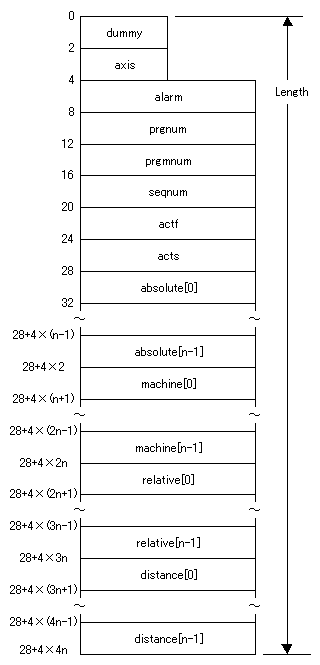 0
dummy
2
axis
4
alarm
Length
8
prgnum
12
prgmnum
16
seqnum
20
actf
24
acts
28
absolute[0]
32
～ ～
28+4×(n-1)
absolute[n-1]
28+4×2
machine[0]
28+4×(n+1)
～ ～
28+4×(2n-1)
machine[n-1]
28+4×2n
relative[0]
28+4×(2n+1)
～ ～
28+4×(3n-1)
relative[n-1]
28+4×3n
distance[0]
28+4×(3n+1)
～ ～
28+4×(4n-1)
distance[n-1]
28+4×4n